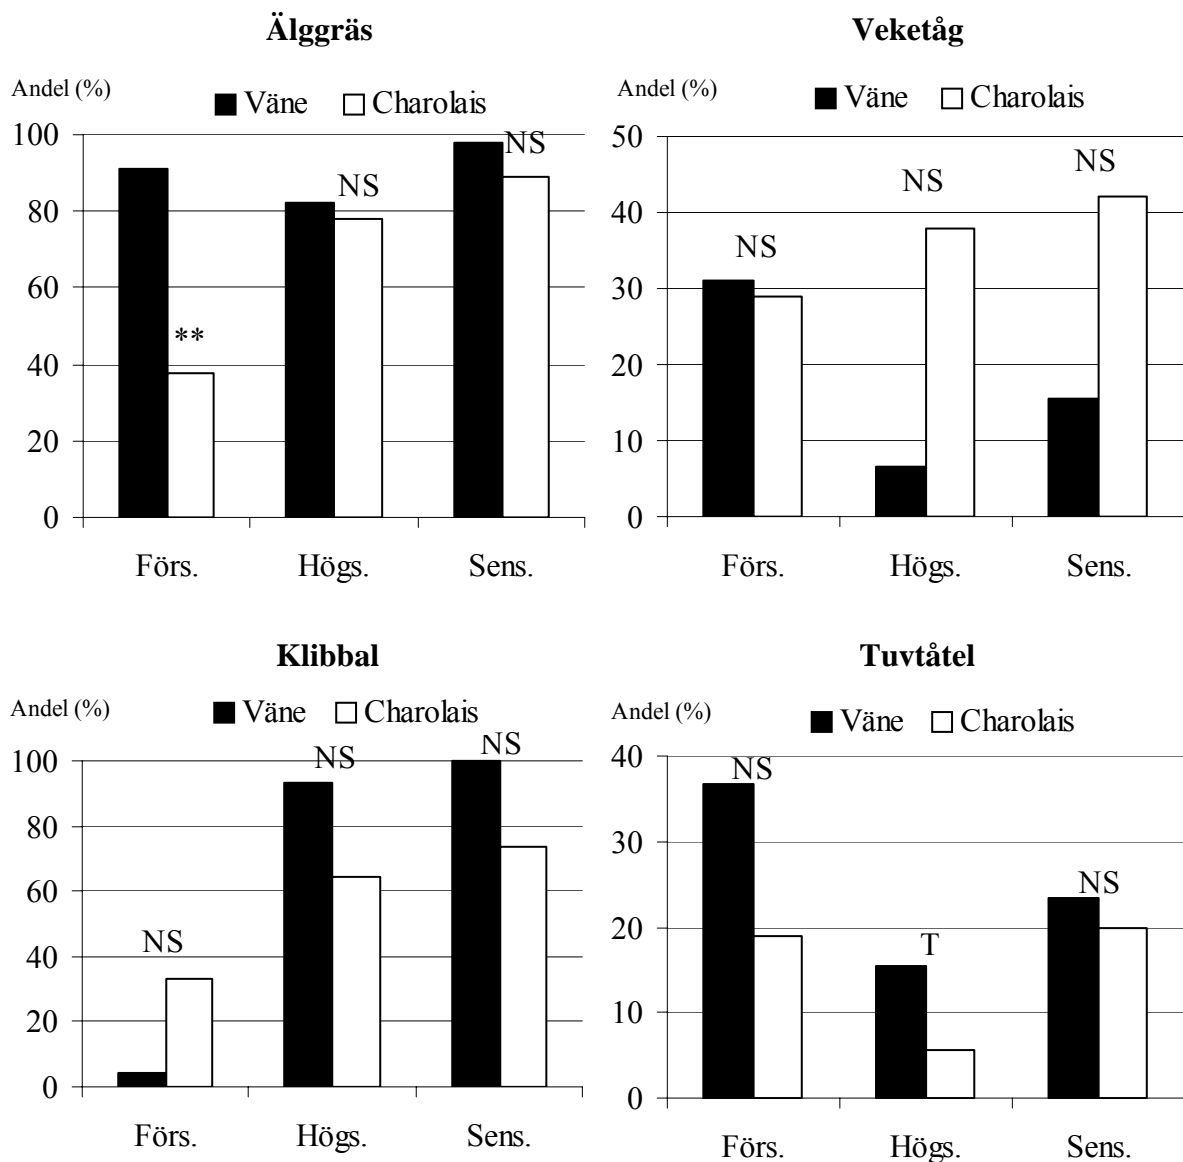 Älggräs
Andel (%)
Väne Charolais
100
80
60
40
20
0
**
NS
NS
Förs. Högs. Sens.
Veketåg
Andel (%)
Väne Charolais
50
40
30
20
10
0
NS
NS
NS
Förs. Högs. Sens.
Klibbal
Andel (%)
Väne Charolais
100
80
60
40
20
0
NS
NS
NS
Förs. Högs. Sens.
Tuvtåtel
Andel (%)
Väne Charolais
40
30
20
10
0
NS
T
NS
Förs. Högs. Sens.